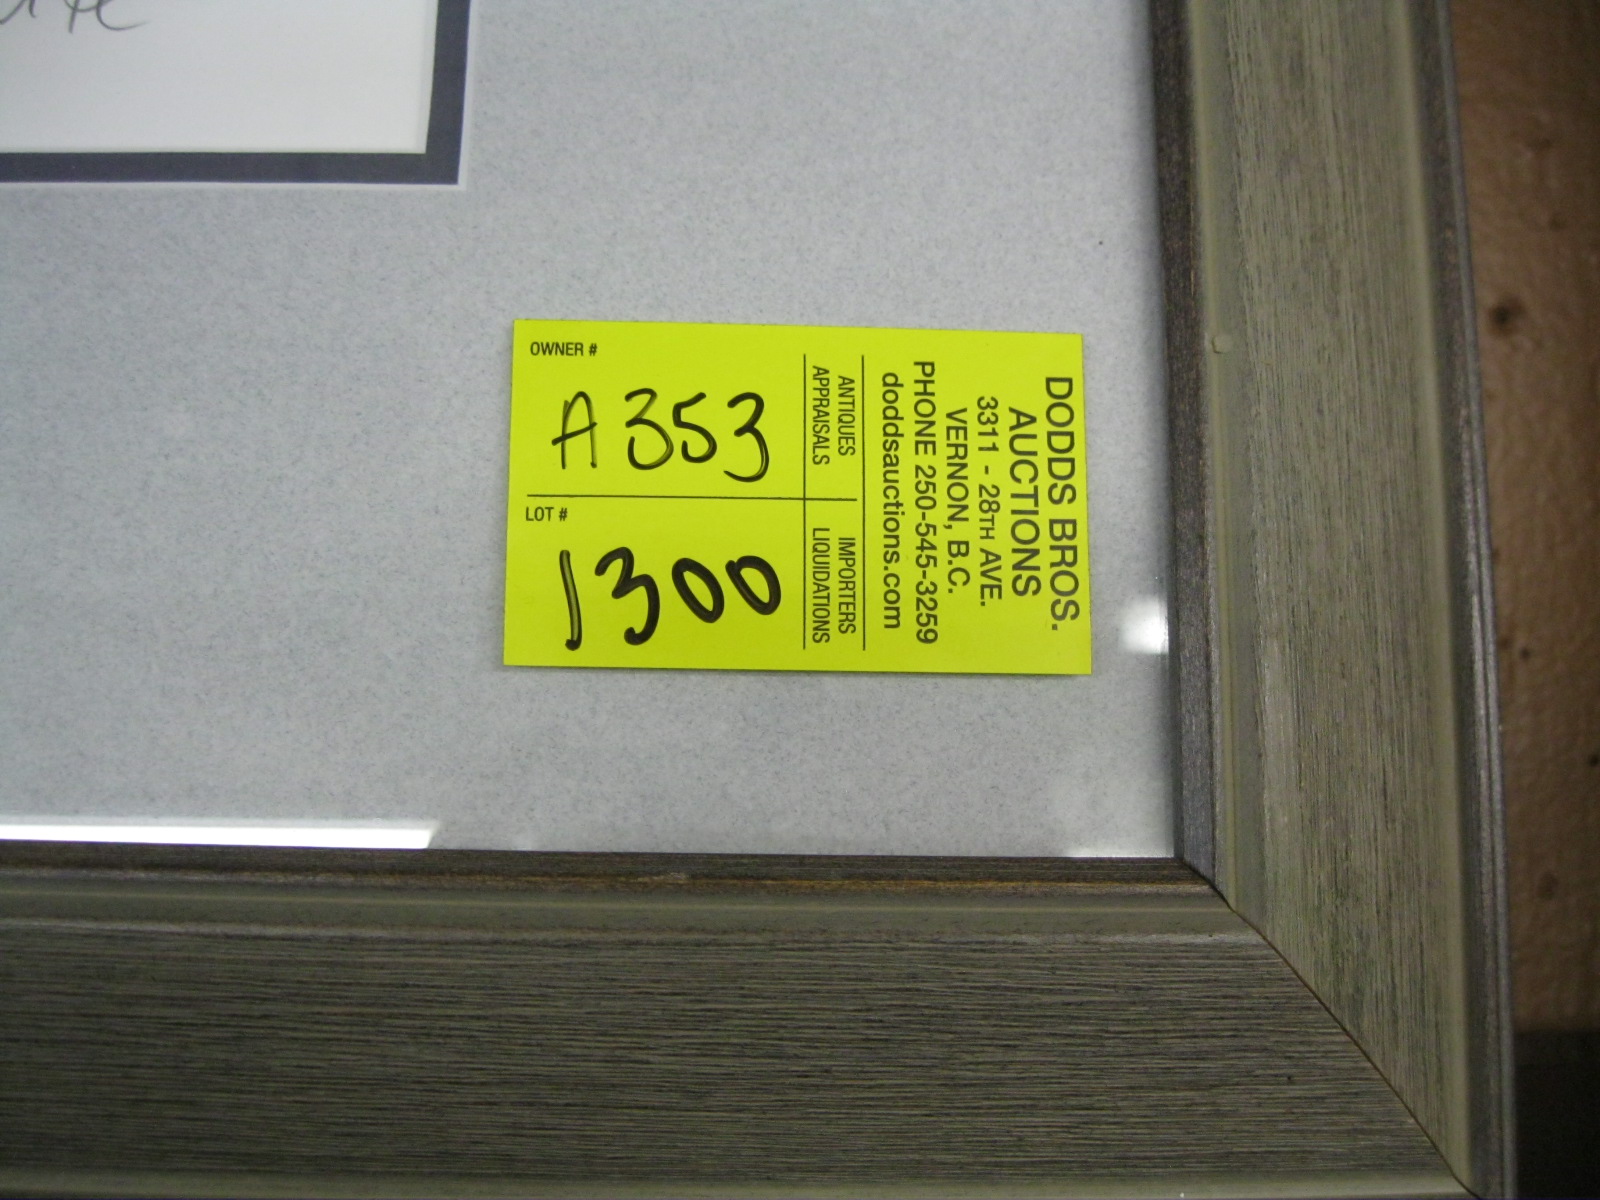 OWNER #
A353
LOT #
1300
ANTIQUES
APPRAISALS
IMPORTERS
LIQUIDATIONS
DODDS BROS.
AUCTIONS
3311 - 28TH AVE.
VERNON, B.C.
PHONE 250-545-3259
doddsauctions.com